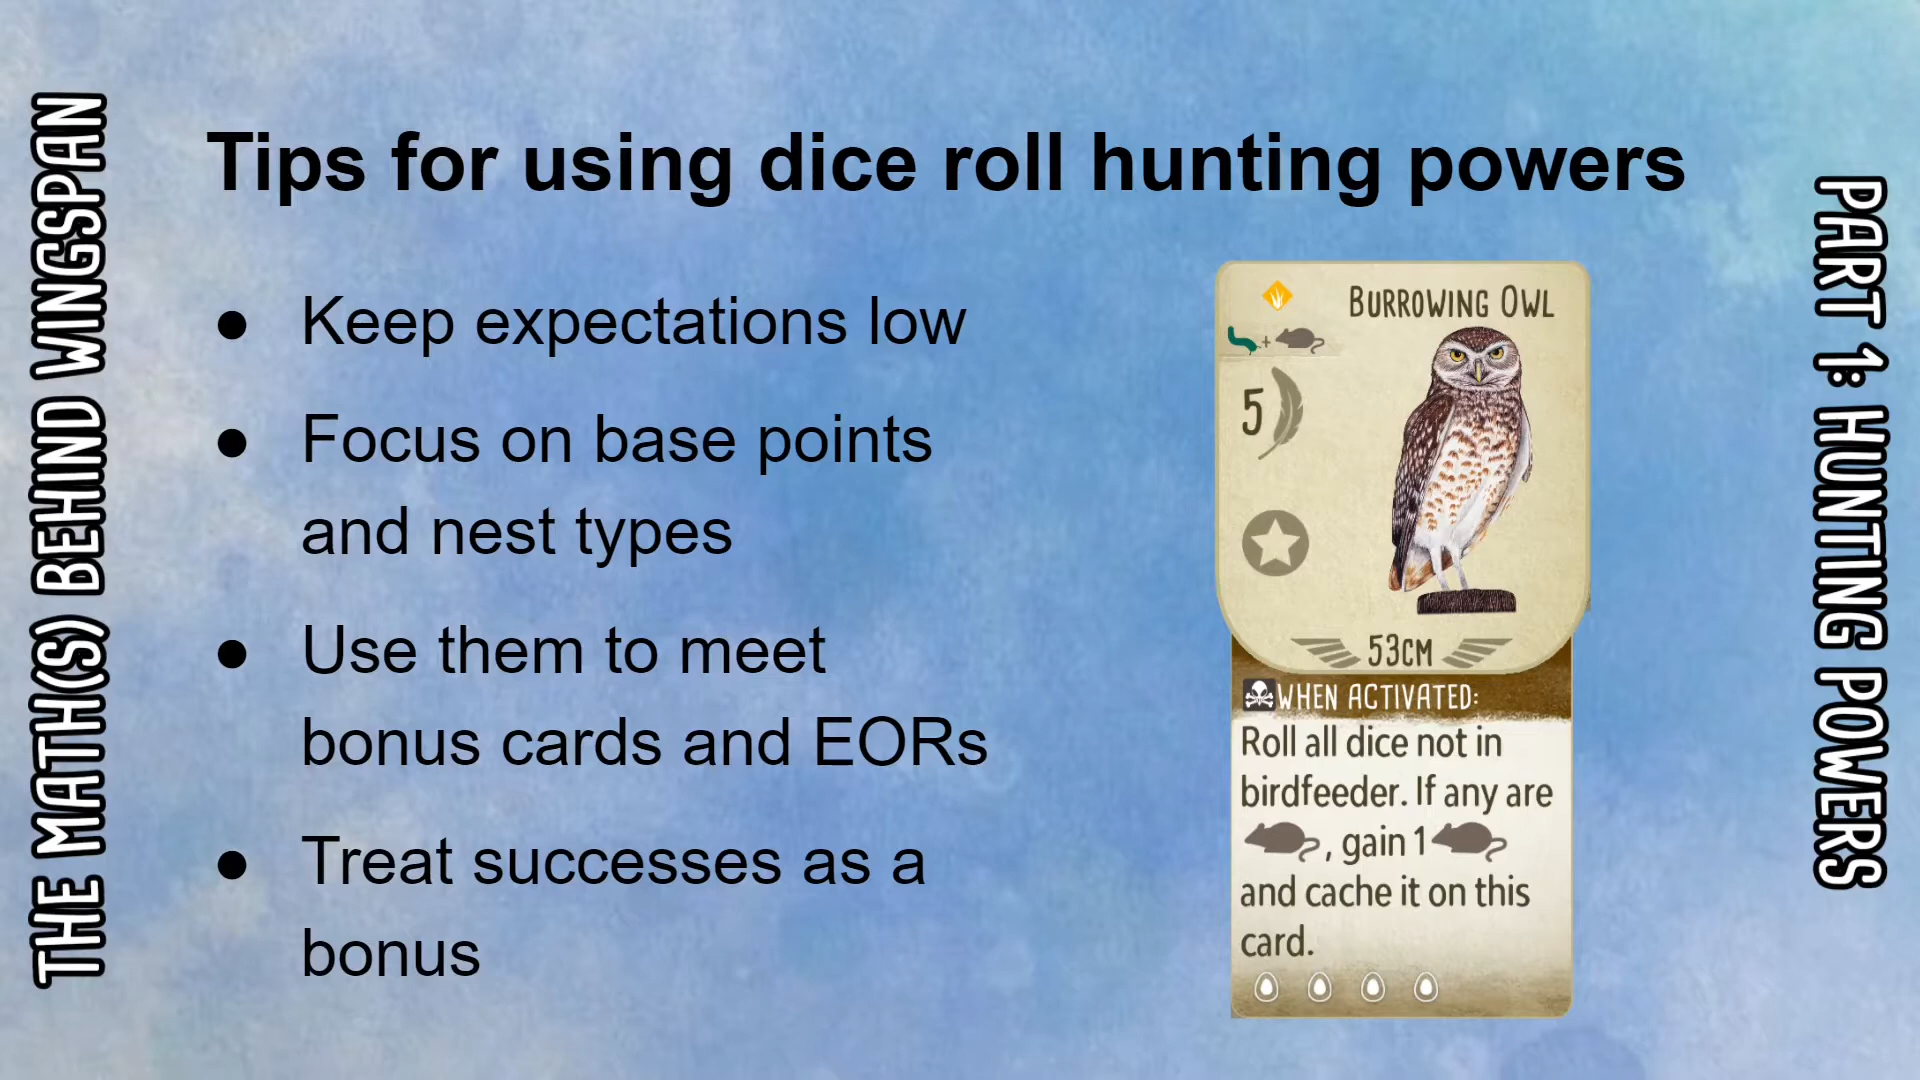 THE MATH(S) BEHIND WINGSPAN
Tips for using dice roll hunting powers
● Keep expectations low
● Focus on base points
and nest types
● Use them to meet
bonus cards and EORs
● Treat successes as a
bonus
BURROWING OWL
+
5
53CM
WHEN ACTIVATED:
Roll all dice not in
birdfeeder. If any are
, gain 1
and cache it on this
card.
PART 1: HUNTING POWERS